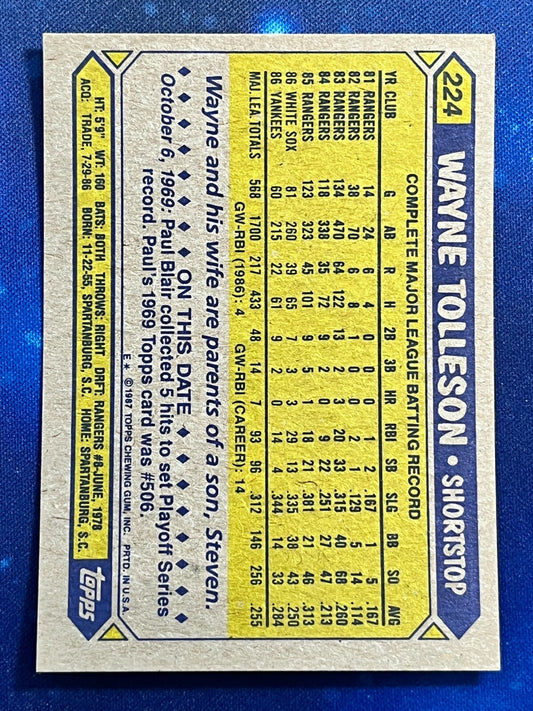 224 WAYNE TOLLESON • SHORTSTOP
COMPLETE MAJOR LEAGUE BATTING RECORD
YR CLUB G AB R H 2B 3B HR RBI SB SLG BB SO AVG
81 RANGERS 14 24 6 4 0 0 0 1 2 .167 1 5 .167
82 RANGERS 38 70 6 8 1 0 0 2 1 .129 5 14 .114
83 RANGERS 134 470 64 122 13 2 3 20 33 .315 40 68 .260
84 RANGERS 118 338 35 72 9 2 0 9 22 .251 27 47 .213
85 RANGERS 123 323 45 101 9 5 1 18 21 .381 21 46 .313
86 WHITE SOX 81 260 39 65 7 3 3 29 13 .331 38 43 .250
86 YANKEES 60 215 22 61 9 2 0 14 4 .344 14 33 .284
MAJ. LEA. TOTALS 568 1700 217 433 48 14 7 93 96 .312 146 256 .255
GW-RBI (1986): 4 GW-RBI (CAREER): 14
Wayne and his wife are parents of a son, Steven.
♦ ♦ ♦ ♦ ♦ ON THIS DATE ♦ ♦ ♦ ♦ ♦
October 6, 1969: Paul Blair collected 5 hits to set Playoff Series
record. Paul's 1969 Topps card was #506.
E* ©1987 TOPPS CHEWING GUM, INC. PRTD. IN U.S.A.
HT: 5'9" WT: 160 BATS: BOTH THROWS: RIGHT DRFT: RANGERS #8-JUNE, 1978
ACQ: TRADE, 7-29-86 BORN: 11-22-55, SPARTANBURG, S.C. HOME: SPARTANBURG, S.C.
topps